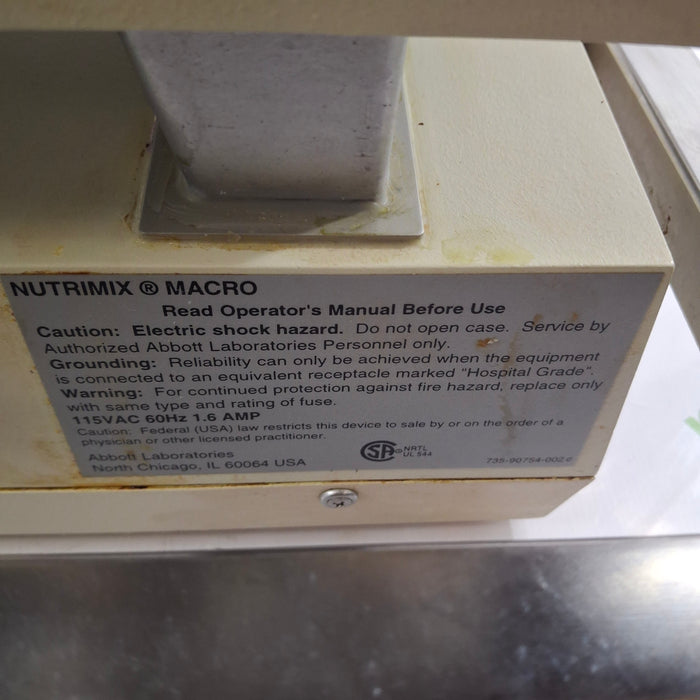 NUTRIMIX ® MACRO
Read Operator's Manual Before Use
Caution: Electric shock hazard. Do not open case. Service by
Authorized Abbott Laboratories Personnel only.
Grounding: Reliability can only be achieved when the equipment
is connected to an equivalent receptacle marked "Hospital Grade".
Warning: For continued protection against fire hazard, replace only
with same type and rating of fuse.
115VAC 60Hz 1.6 AMP
Caution: Federal (USA) law restricts this device to sale by or on the order of a
physician or other licensed practitioner.
Abbott Laboratories
North Chicago, IL 60064 USA
SA ® NRTL
UL 544